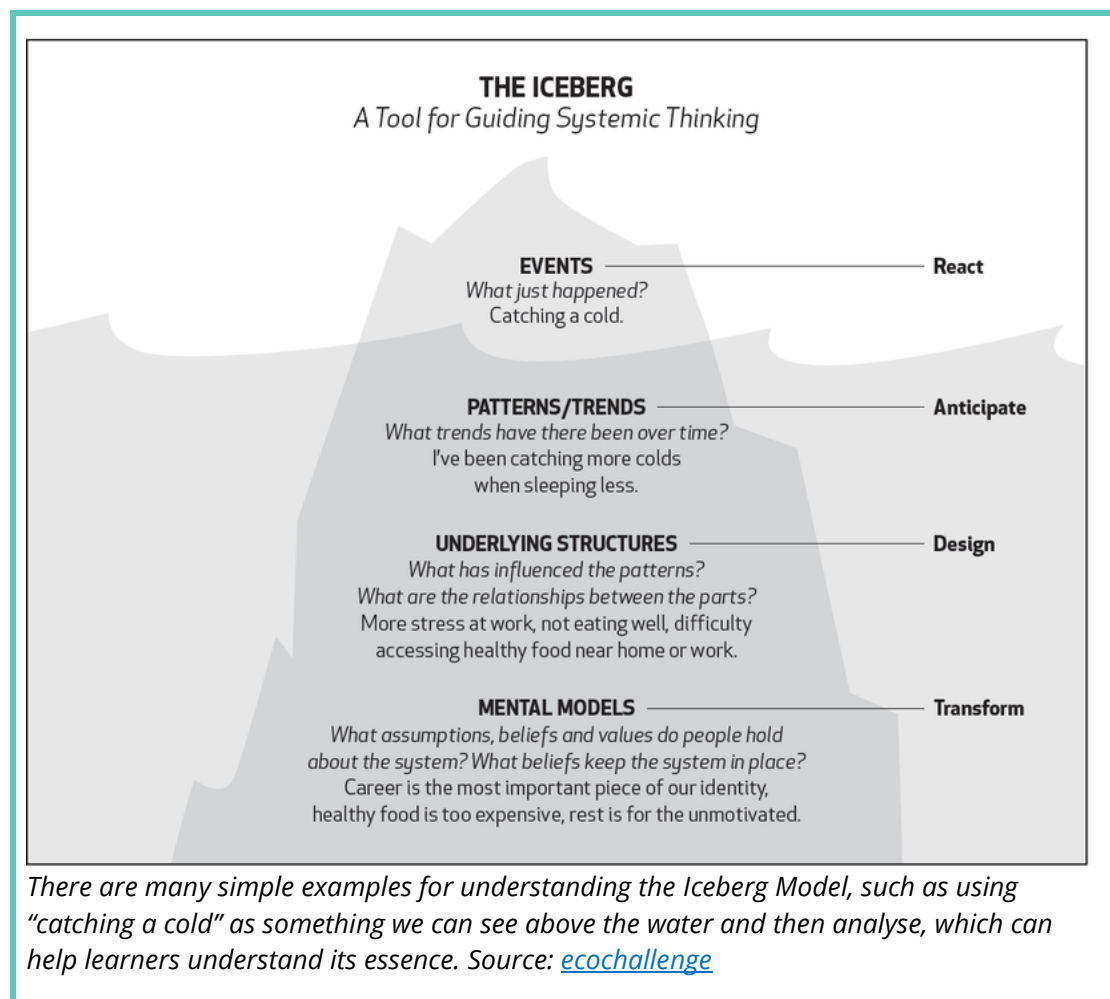 THE ICEBERG
A Tool for Guiding Systemic Thinking
EVENTS
React
What just happened?
Catching a cold.
PATTERNS/TRENDS
Anticipate
What trends have there been over time?
I've been catching more colds
when sleeping less.
UNDERLYING STRUCTURES
Design
What has influenced the patterns?
What are the relationships between the parts?
More stress at work, not eating well, difficulty
accessing healthy food near home or work.
MENTAL MODELS
Transform
What assumptions, beliefs and values do people hold
about the system? What beliefs keep the system in place?
Career is the most important piece of our identity,
healthy food is too expensive, rest is for the unmotivated.
There are many simple examples for understanding the Iceberg Model, such as using
“catching a cold” as something we can see above the water and then analyse, which can
help learners understand its essence. Source: ecochallenge